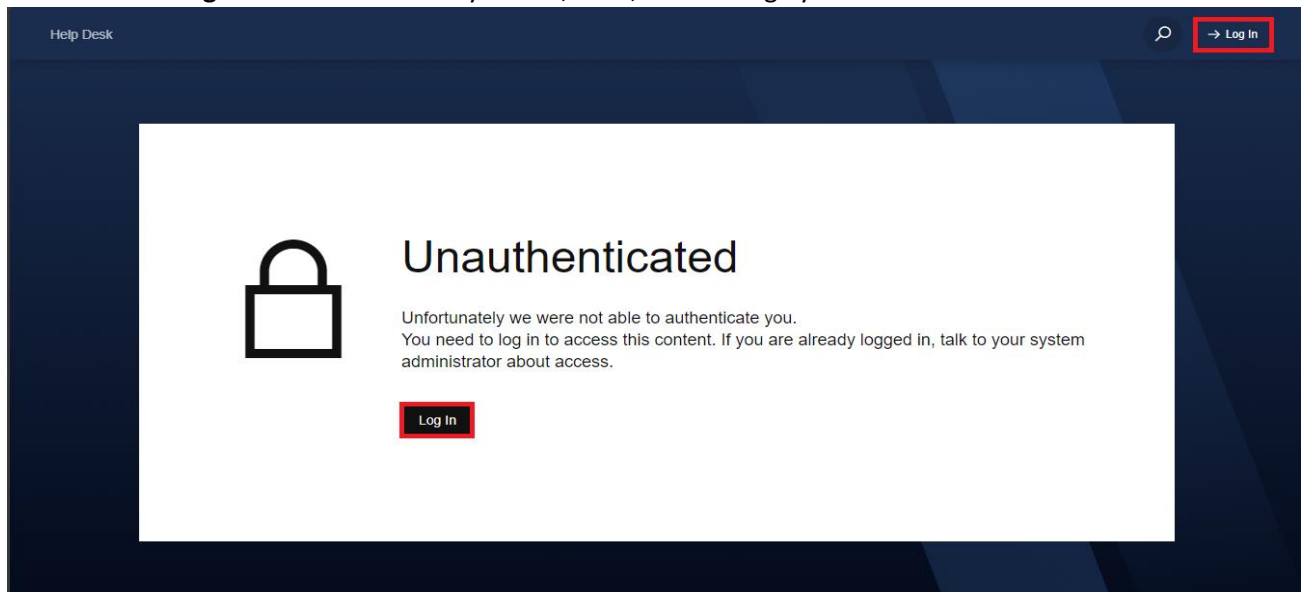 Help Desk
→ Log In
Unauthenticated
Unfortunately we were not able to authenticate you.
You need to log in to access this content. If you are already logged in, talk to your system
administrator about access.
Log In